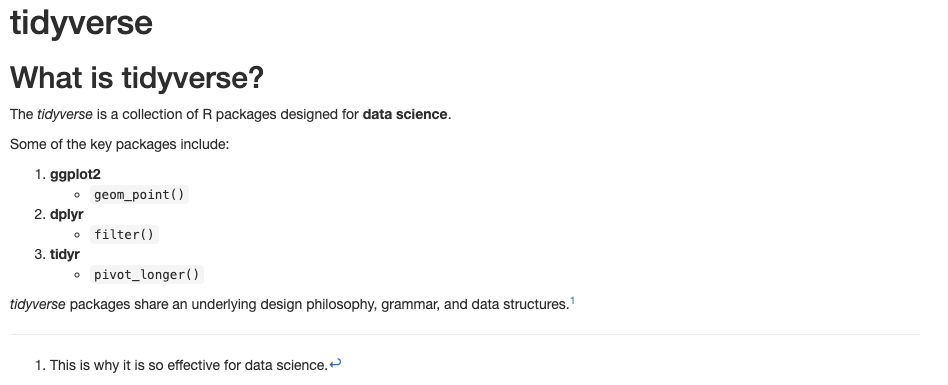 tidyverse
What is tidyverse?
The tidyverse is a collection of R packages designed for data science.
Some of the key packages include:
1. ggplot2
◦ geom_point()
2. dplyr
◦ filter()
3. tidyr
◦ pivot_longer()
tidyverse packages share an underlying design philosophy, grammar, and data structures.1
1. This is why it is so effective for data science.↩